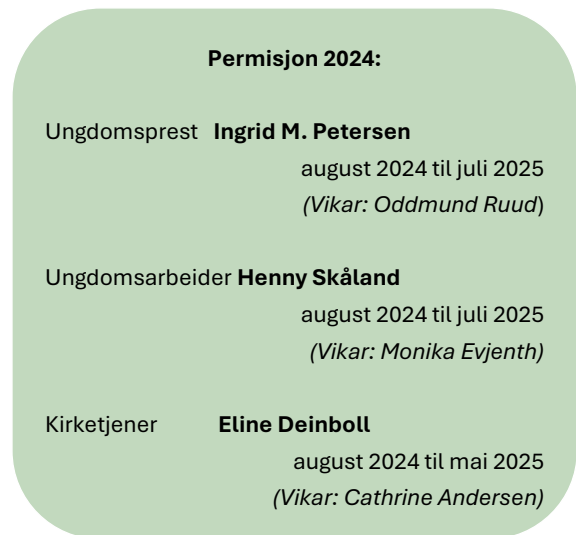 Permisjon 2024:
Ungdomsprest Ingrid M. Petersen
august 2024 til juli 2025
(Vikar: Oddmund Ruud)
Ungdomsarbeider Henny Skåland
august 2024 til juli 2025
(Vikar: Monika Evjenth)
Kirketjener Eline Deinboll
august 2024 til mai 2025
(Vikar: Cathrine Andersen)